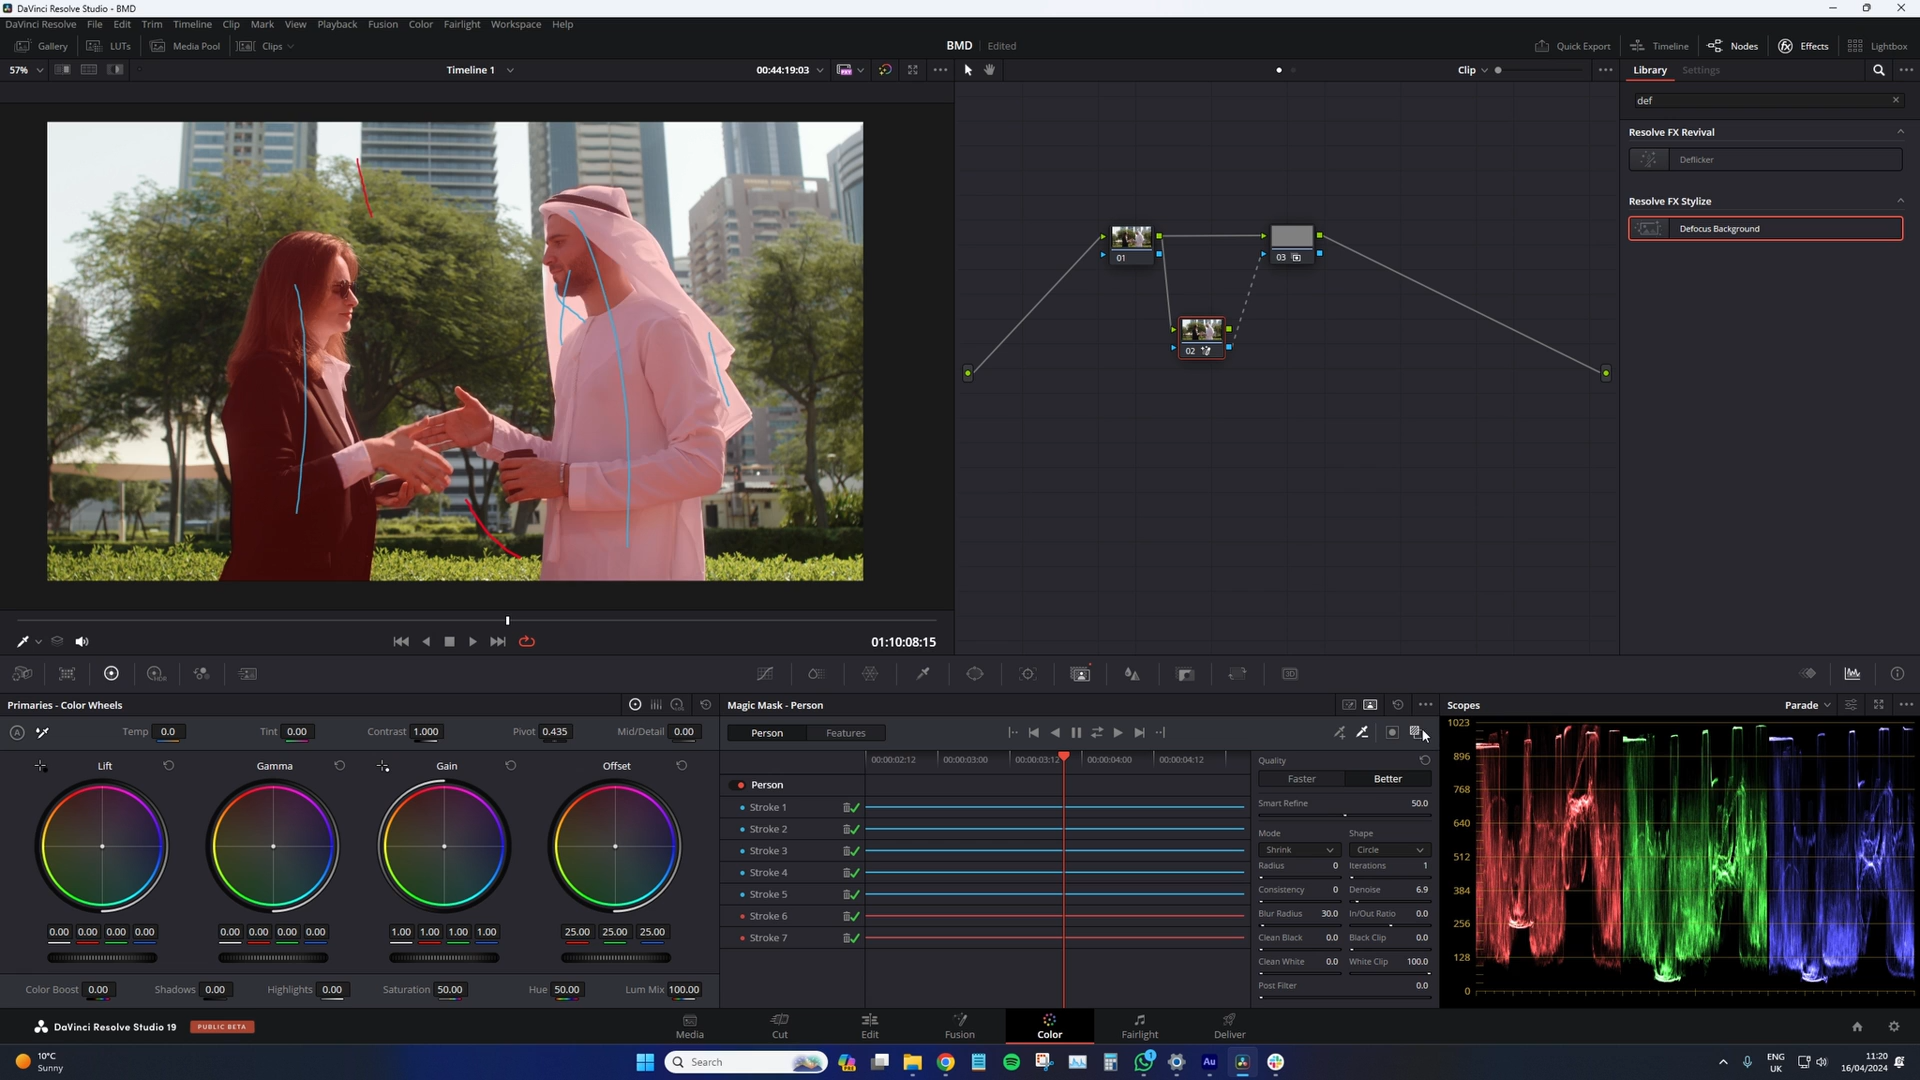 DaVinci Resolve Studio - BMD
DaVinci Resolve File Edit Trim Timeline Clip Mark View Playback Fusion Color Fairlight Workspace Help
Gallery LUTs Media Pool Clips BMD Edited Quick Export Timeline Nodes Effects Lightbox
57% Timeline 1 00:44:19:03 Clip Library Settings
def
Resolve FX Revival
Deflicker
Resolve FX Stylize
Defocus Background
01
03
02
01:10:08:15
Primaries - Color Wheels
Temp 0.0 Tint 0.00 Contrast 1.000 Pivot 0.435 Mid/Detail 0.00
Lift Gamma Gain Offset
0.00 0.00 0.00 0.00 0.00 0.00 0.00 0.00 1.00 1.00 1.00 1.00 25.00 25.00 25.00
Color Boost 0.00 Shadows 0.00 Highlights 0.00 Saturation 50.00 Hue 50.00 Lum Mix 100.00
Magic Mask - Person
Person Features
00:00:02:12 00:00:03:00 00:00:03:12 00:00:04:00 00:00:04:12
Person
Stroke 1
Stroke 2
Stroke 3
Stroke 4
Stroke 5
Stroke 6
Stroke 7
Quality
Faster Better
Smart Refine 50.0
Mode Shape
Shrink Circle
Radius 0 Iterations 1
Consistency 0 Denoise 6.9
Blur Radius 30.0 In/Out Ratio 0.0
Clean Black 0.0 Black Clip 0.0
Clean White 0.0 White Clip 100.0
Post Filter 0.0
Scopes Parade
1023
896
768
640
512
384
256
128
0
DaVinci Resolve Studio 19 PUBLIC BETA
Media Cut Edit Fusion Color Fairlight Deliver
10°C
Sunny
Search
ENG
UK
11:20
16/04/2024